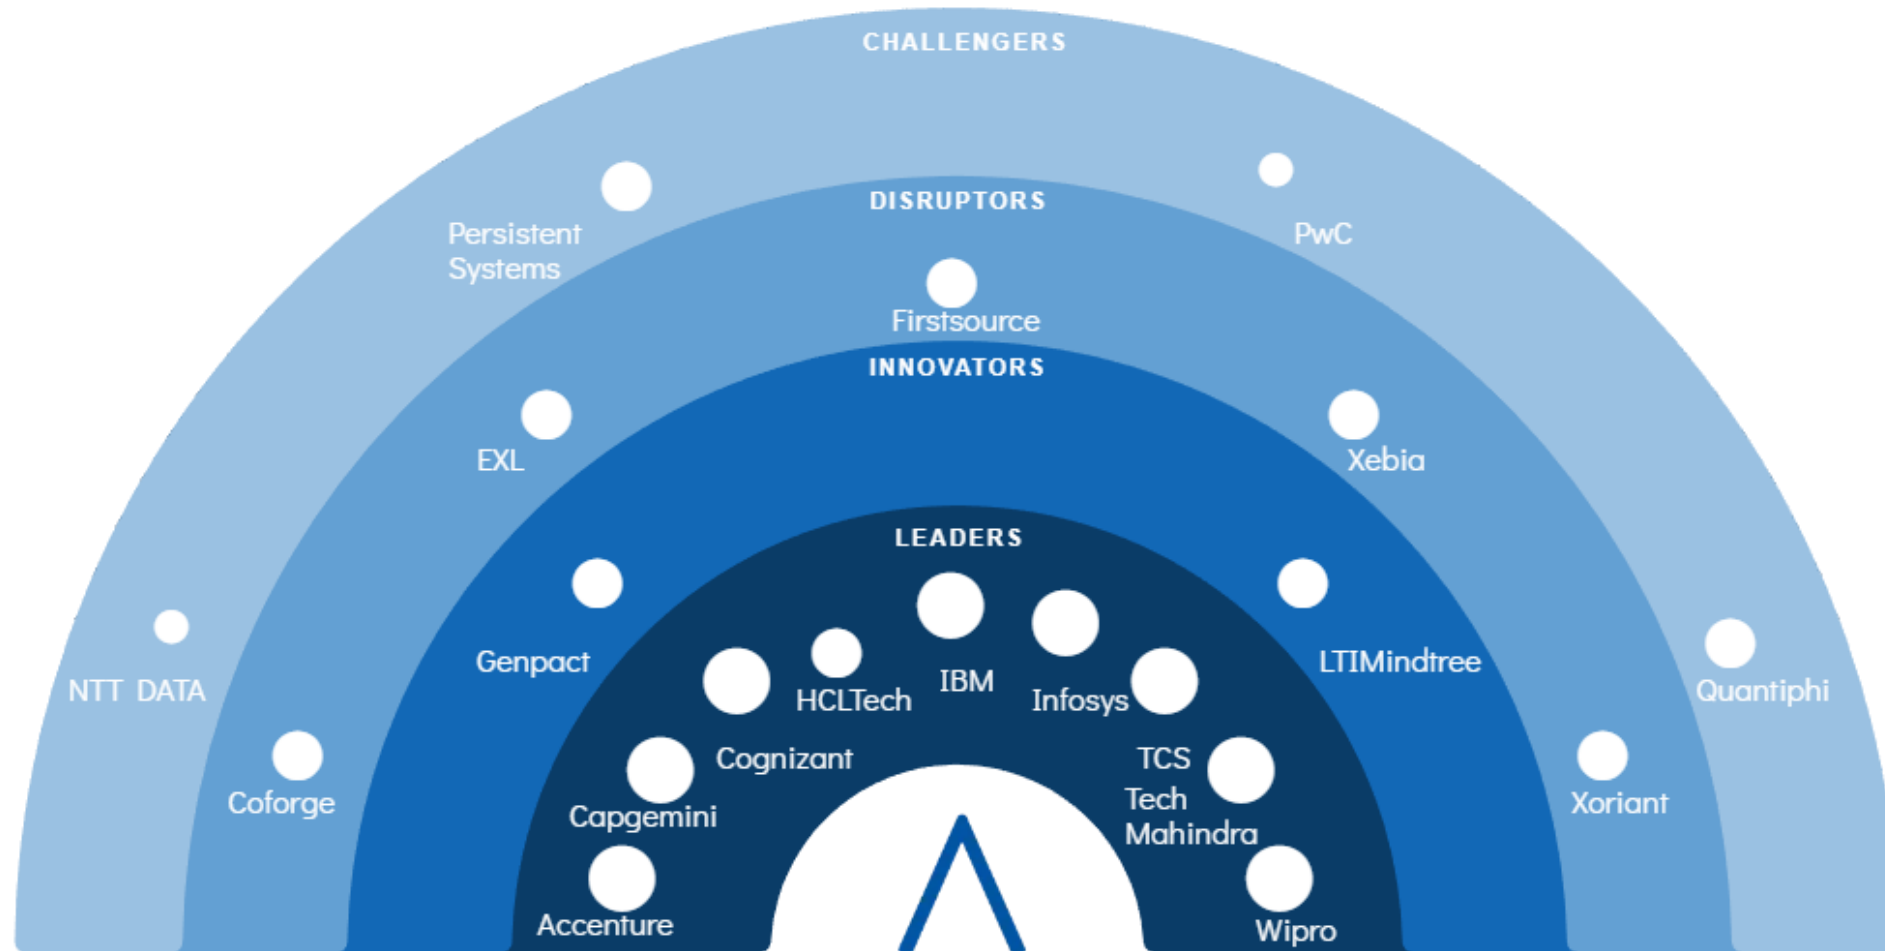 CHALLENGERS
Persistent
Systems
PwC
NTT DATA
Quantiphi
DISRUPTORS
Firstsource
EXL
Xebia
Coforge
Xoriant
INNOVATORS
Genpact
LTIMindtree
LEADERS
IBM
HCLTech
Infosys
Cognizant
TCS
Capgemini
Tech
Mahindra
Accenture
Wipro